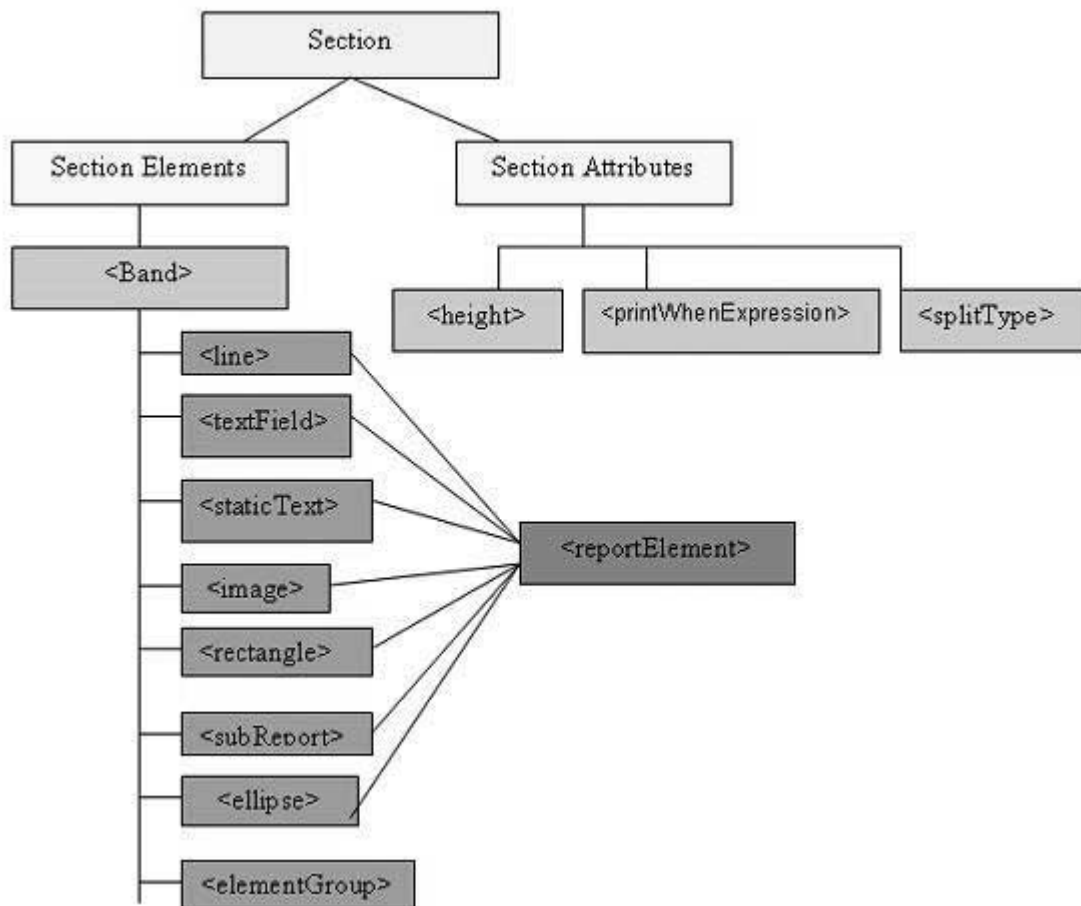 Section
Section Elements
Section Attributes
<Band>
<height>
<printWhenExpression>
<splitType>
<line>
<textField>
<staticText>
<reportElement>
<image>
<rectangle>
<subReport>
<ellipse>
<elementGroup>